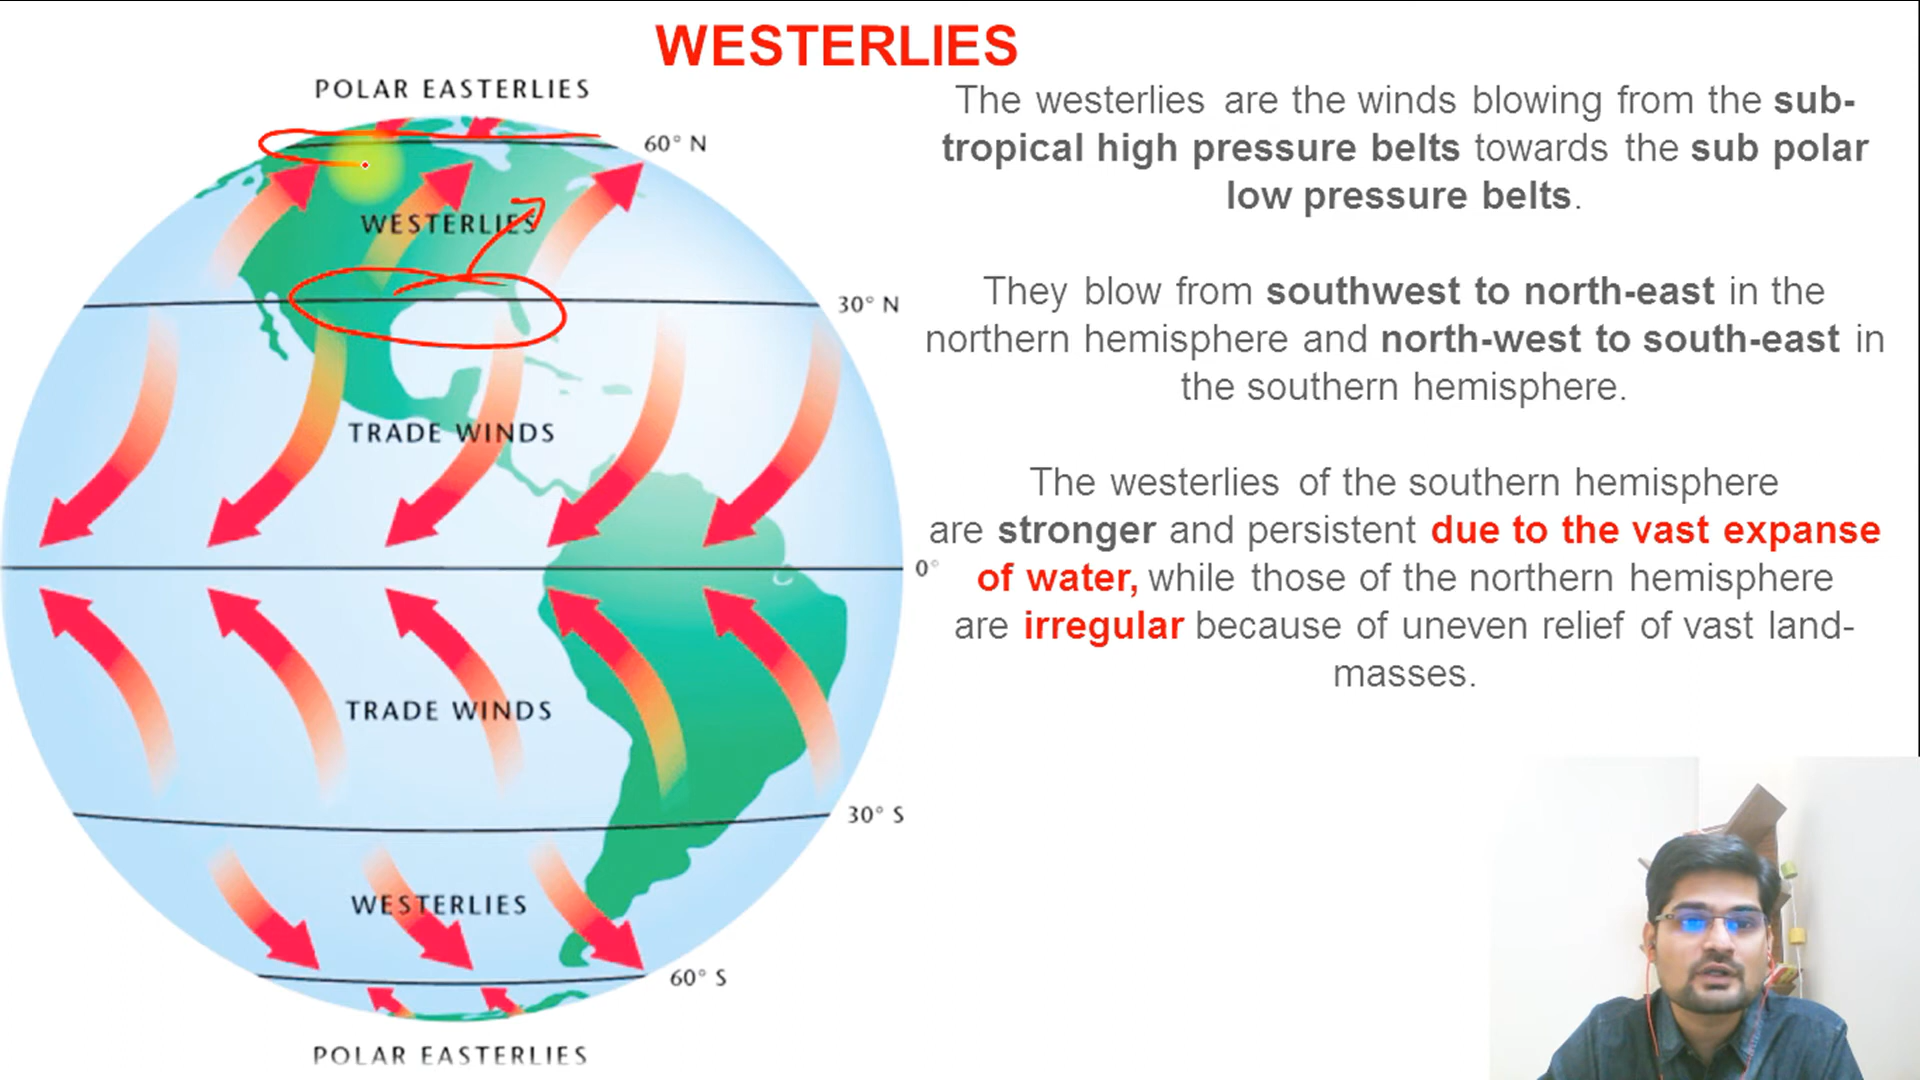 WESTERLIES
POLAR EASTERLIES
60° N
WESTERLIES
30° N
TRADE WINDS
0°
TRADE WINDS
30° S
WESTERLIES
60° S
POLAR EASTERLIES
The westerlies are the winds blowing from the sub-
tropical high pressure belts towards the sub polar
low pressure belts.
They blow from southwest to north-east in the
northern hemisphere and north-west to south-east in
the southern hemisphere.
The westerlies of the southern hemisphere
are stronger and persistent due to the vast expanse
of water, while those of the northern hemisphere
are irregular because of uneven relief of vast land-
masses.